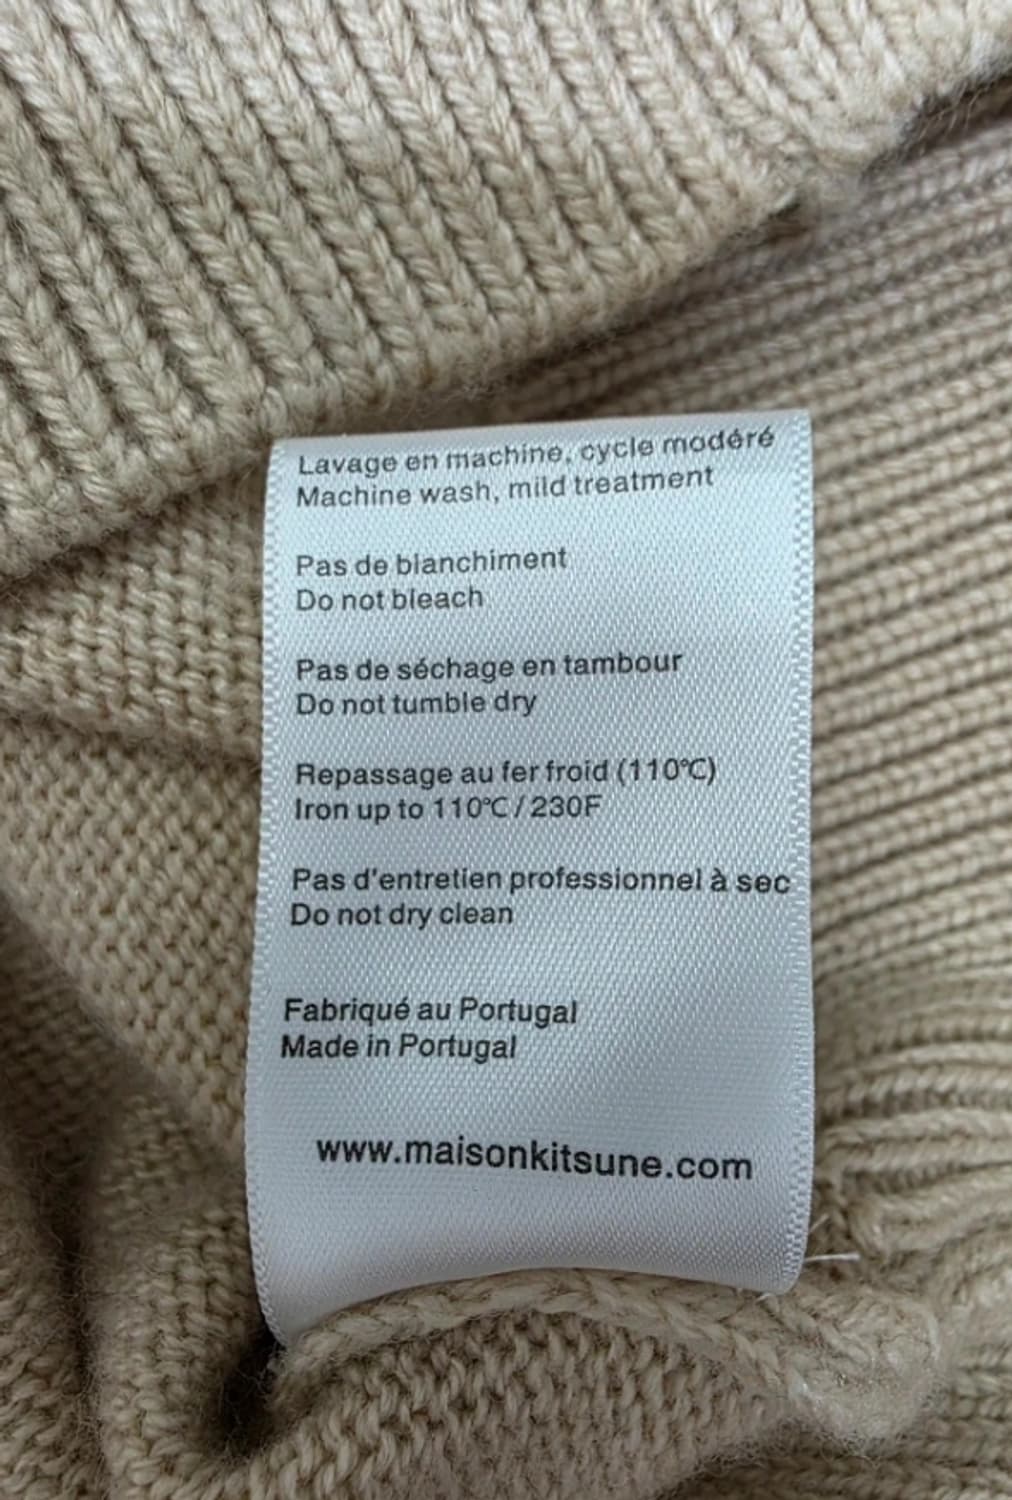 Lavage en machine, cycle modéré
Machine wash, mild treatment
Pas de blanchiment
Do not bleach
Pas de séchage en tambour
Do not tumble dry
Repassage au fer froid (110℃)
Iron up to 110℃ / 230F
Pas d'entretien professionnel à sec
Do not dry clean
Fabriqué au Portugal
Made in Portugal
www.maisonkitsune.com